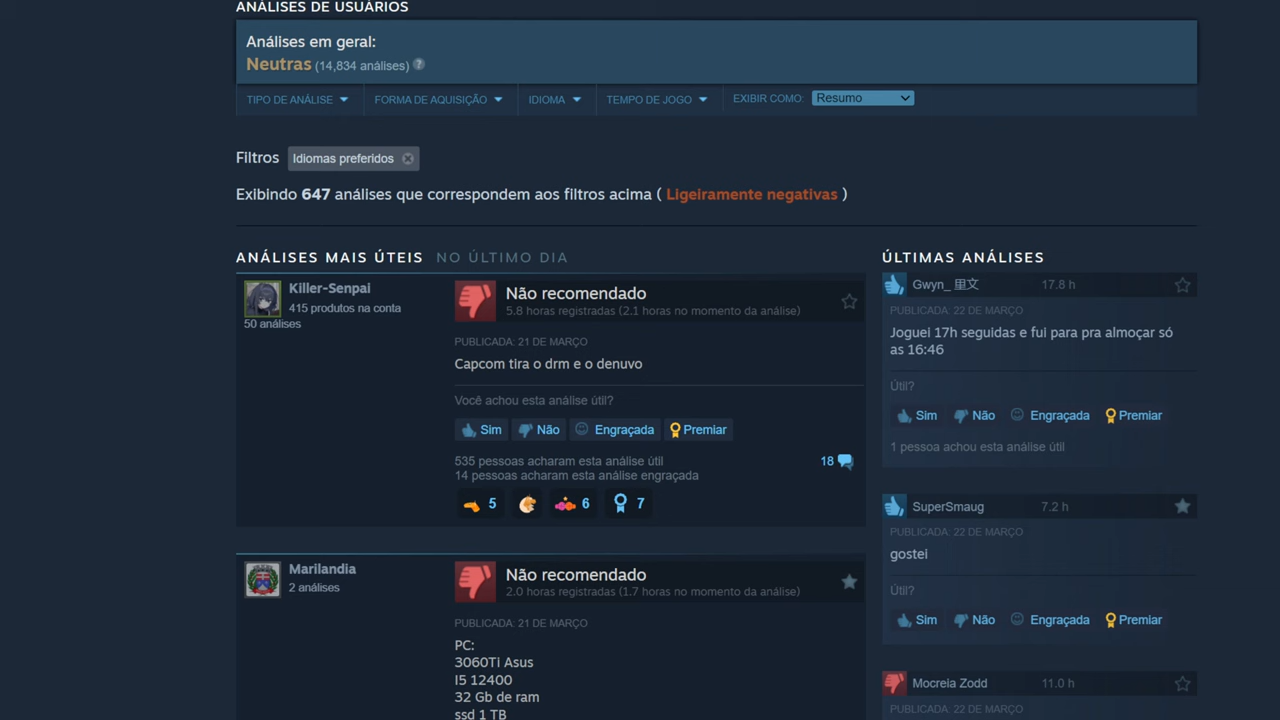 ANÁLISES DE USUÁRIOS
Análises em geral:
Neutras (14,834 análises) ?
TIPO DE ANÁLISE FORMA DE AQUISIÇÃO IDIOMA TEMPO DE JOGO EXIBIR COMO: Resumo
Filtros Idiomas preferidos
Exibindo 647 análises que correspondem aos filtros acima ( Ligeiramente negativas )
ANÁLISES MAIS ÚTEIS NO ÚLTIMO DIA
Killer-Senpai
415 produtos na conta
50 análises
Não recomendado
5.8 horas registradas (2.1 horas no momento da análise)
PUBLICADA: 21 DE MARÇO
Capcom tira o drm e o denuvo
Você achou esta análise útil?
Sim Não Engraçada Premiar
535 pessoas acharam esta análise útil
14 pessoas acharam esta análise engraçada
18
5 6 7
Marilandia
2 análises
Não recomendado
2.0 horas registradas (1.7 horas no momento da análise)
PUBLICADA: 21 DE MARÇO
PC:
3060Ti Asus
I5 12400
32 Gb de ram
ssd 1 TB
ÚLTIMAS ANÁLISES
Gwyn_ 里文 17.8 h
PUBLICADA: 22 DE MARÇO
Joguei 17h seguidas e fui para pra almoçar só
as 16:46
Útil?
Sim Não Engraçada Premiar
1 pessoa achou esta análise útil
SuperSmaug 7.2 h
PUBLICADA: 22 DE MARÇO
gostei
Útil?
Sim Não Engraçada Premiar
Mocreia Zodd 11.0 h
PUBLICADA: 22 DE MARÇO